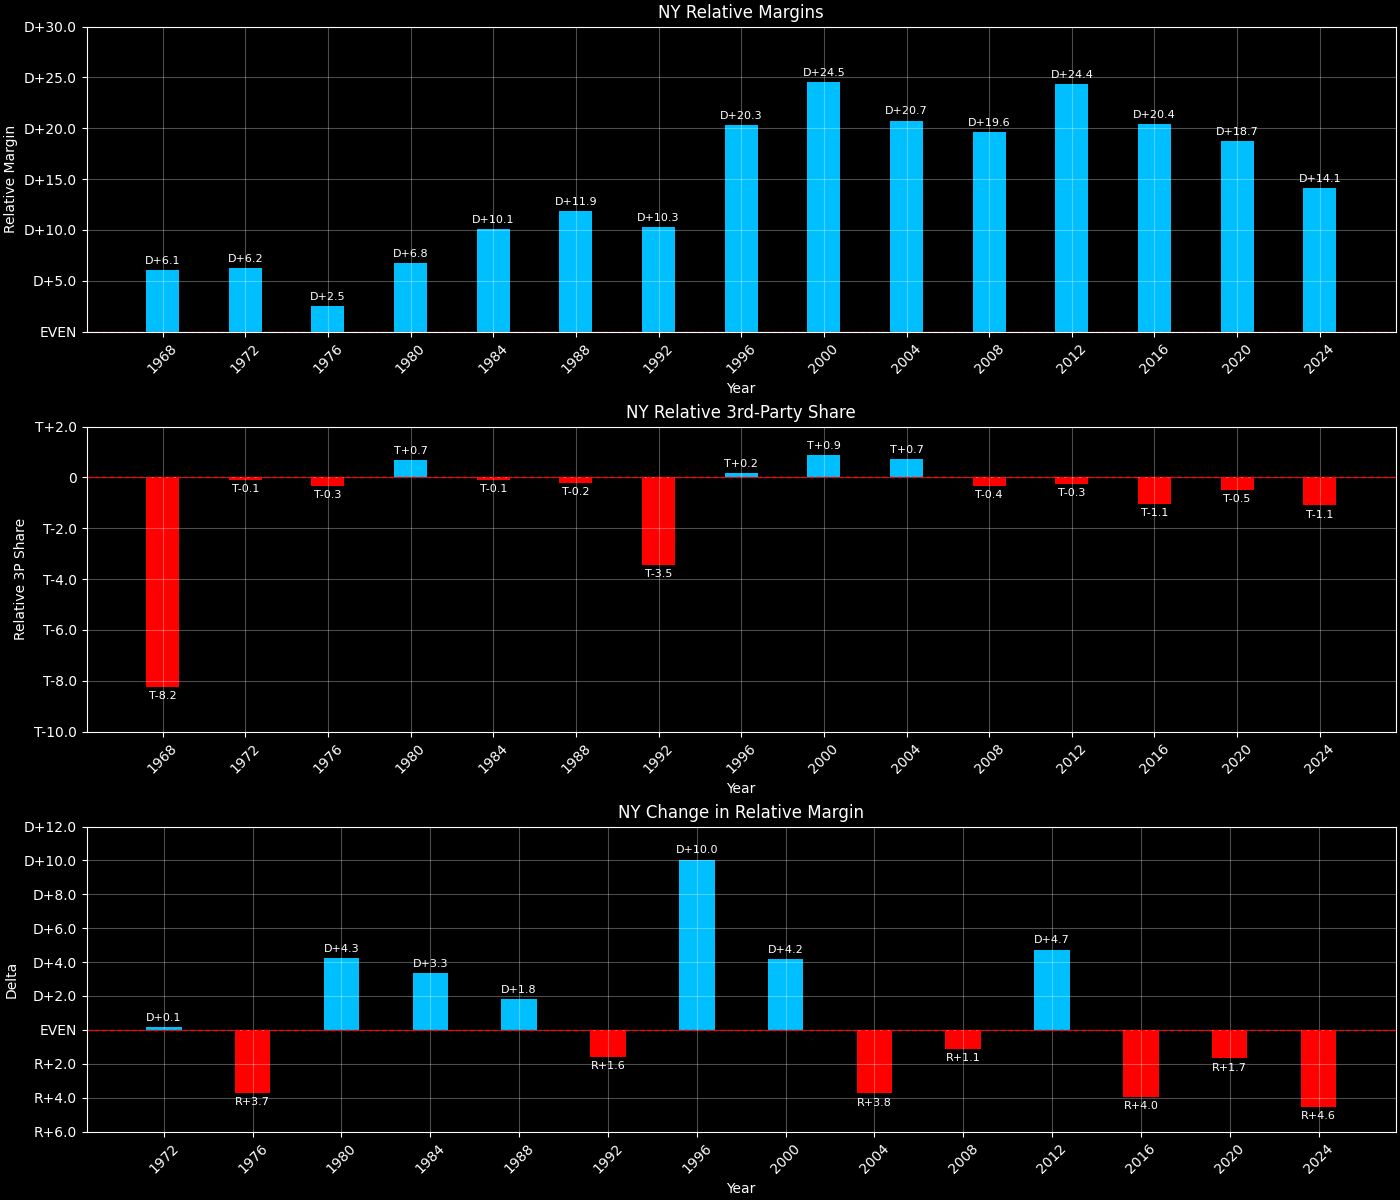 NY Relative Margins
D+30.0
D+25.0
D+20.0
D+15.0
D+10.0
D+5.0
EVEN
Relative Margin
D+6.1
D+6.2
D+2.5
D+6.8
D+10.1
D+11.9
D+10.3
D+20.3
D+24.5
D+20.7
D+19.6
D+24.4
D+20.4
D+18.7
D+14.1
1968
1972
1976
1980
1984
1988
1992
1996
2000
2004
2008
2012
2016
2020
2024
Year
NY Relative 3rd-Party Share
T+2.0
0
T-2.0
T-4.0
T-6.0
T-8.0
T-10.0
Relative 3P Share
T-8.2
T-0.1
T-0.3
T+0.7
T-0.1
T-0.2
T-3.5
T+0.2
T+0.9
T+0.7
T-0.4
T-0.3
T-1.1
T-0.5
T-1.1
1968
1972
1976
1980
1984
1988
1992
1996
2000
2004
2008
2012
2016
2020
2024
Year
NY Change in Relative Margin
D+12.0
D+10.0
D+8.0
D+6.0
D+4.0
D+2.0
EVEN
R+2.0
R+4.0
R+6.0
Delta
D+0.1
R+3.7
D+4.3
D+3.3
D+1.8
R+1.6
D+10.0
D+4.2
R+3.8
R+1.1
D+4.7
R+4.0
R+1.7
R+4.6
1972
1976
1980
1984
1988
1992
1996
2000
2004
2008
2012
2016
2020
2024
Year